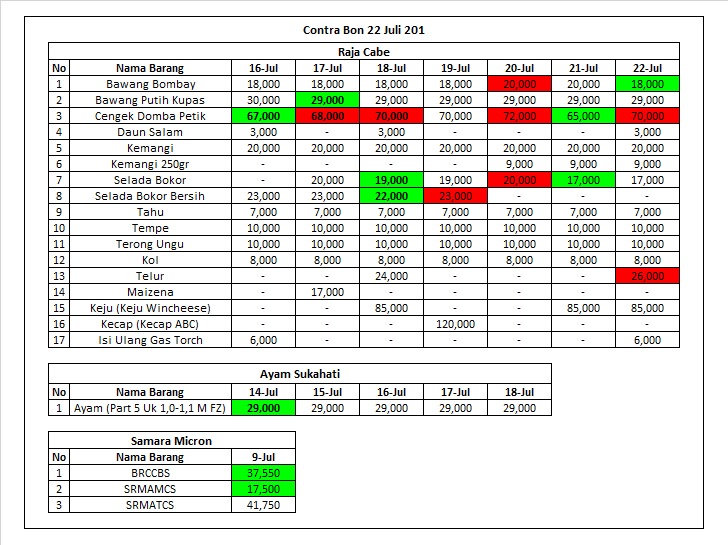 Contra Bon 22 Juli 201
Raja Cabe
No Nama Barang 16-Jul 17-Jul 18-Jul 19-Jul 20-Jul 21-Jul 22-Jul
1 Bawang Bombay 18,000 18,000 18,000 18,000 20,000 20,000 18,000
2 Bawang Putih Kupas 30,000 29,000 29,000 29,000 29,000 29,000 29,000
3 Cengek Domba Petik 67,000 68,000 70,000 70,000 72,000 65,000 70,000
4 Daun Salam 3,000 - 3,000 - - - 3,000
5 Kemangi 20,000 20,000 20,000 20,000 20,000 20,000 20,000
6 Kemangi 250gr - - - - 9,000 9,000 9,000
7 Selada Bokor - 20,000 19,000 19,000 20,000 17,000 17,000
8 Selada Bokor Bersih 23,000 23,000 22,000 23,000 - - -
9 Tahu 7,000 7,000 7,000 7,000 7,000 7,000 7,000
10 Tempe 10,000 10,000 10,000 10,000 10,000 10,000 10,000
11 Terong Ungu 10,000 10,000 10,000 10,000 10,000 10,000 10,000
12 Kol 8,000 8,000 8,000 8,000 8,000 8,000 8,000
13 Telur - - 24,000 - - - 26,000
14 Maizena - 17,000 - - - - -
15 Keju (Keju Wincheese) - - 85,000 - - 85,000 85,000
16 Kecap (Kecap ABC) - - - 120,000 - - -
17 Isi Ulang Gas Torch 6,000 - - - - - 6,000
Ayam Sukahati
No Nama Barang 14-Jul 15-Jul 16-Jul 17-Jul 18-Jul
1 Ayam (Part 5 Uk 1,0-1,1 M FZ) 29,000 29,000 29,000 29,000 29,000
Samara Micron
No Nama Barang 9-Jul
1 BRCCBS 37,550
2 SRMAMCS 17,500
3 SRMATCS 41,750